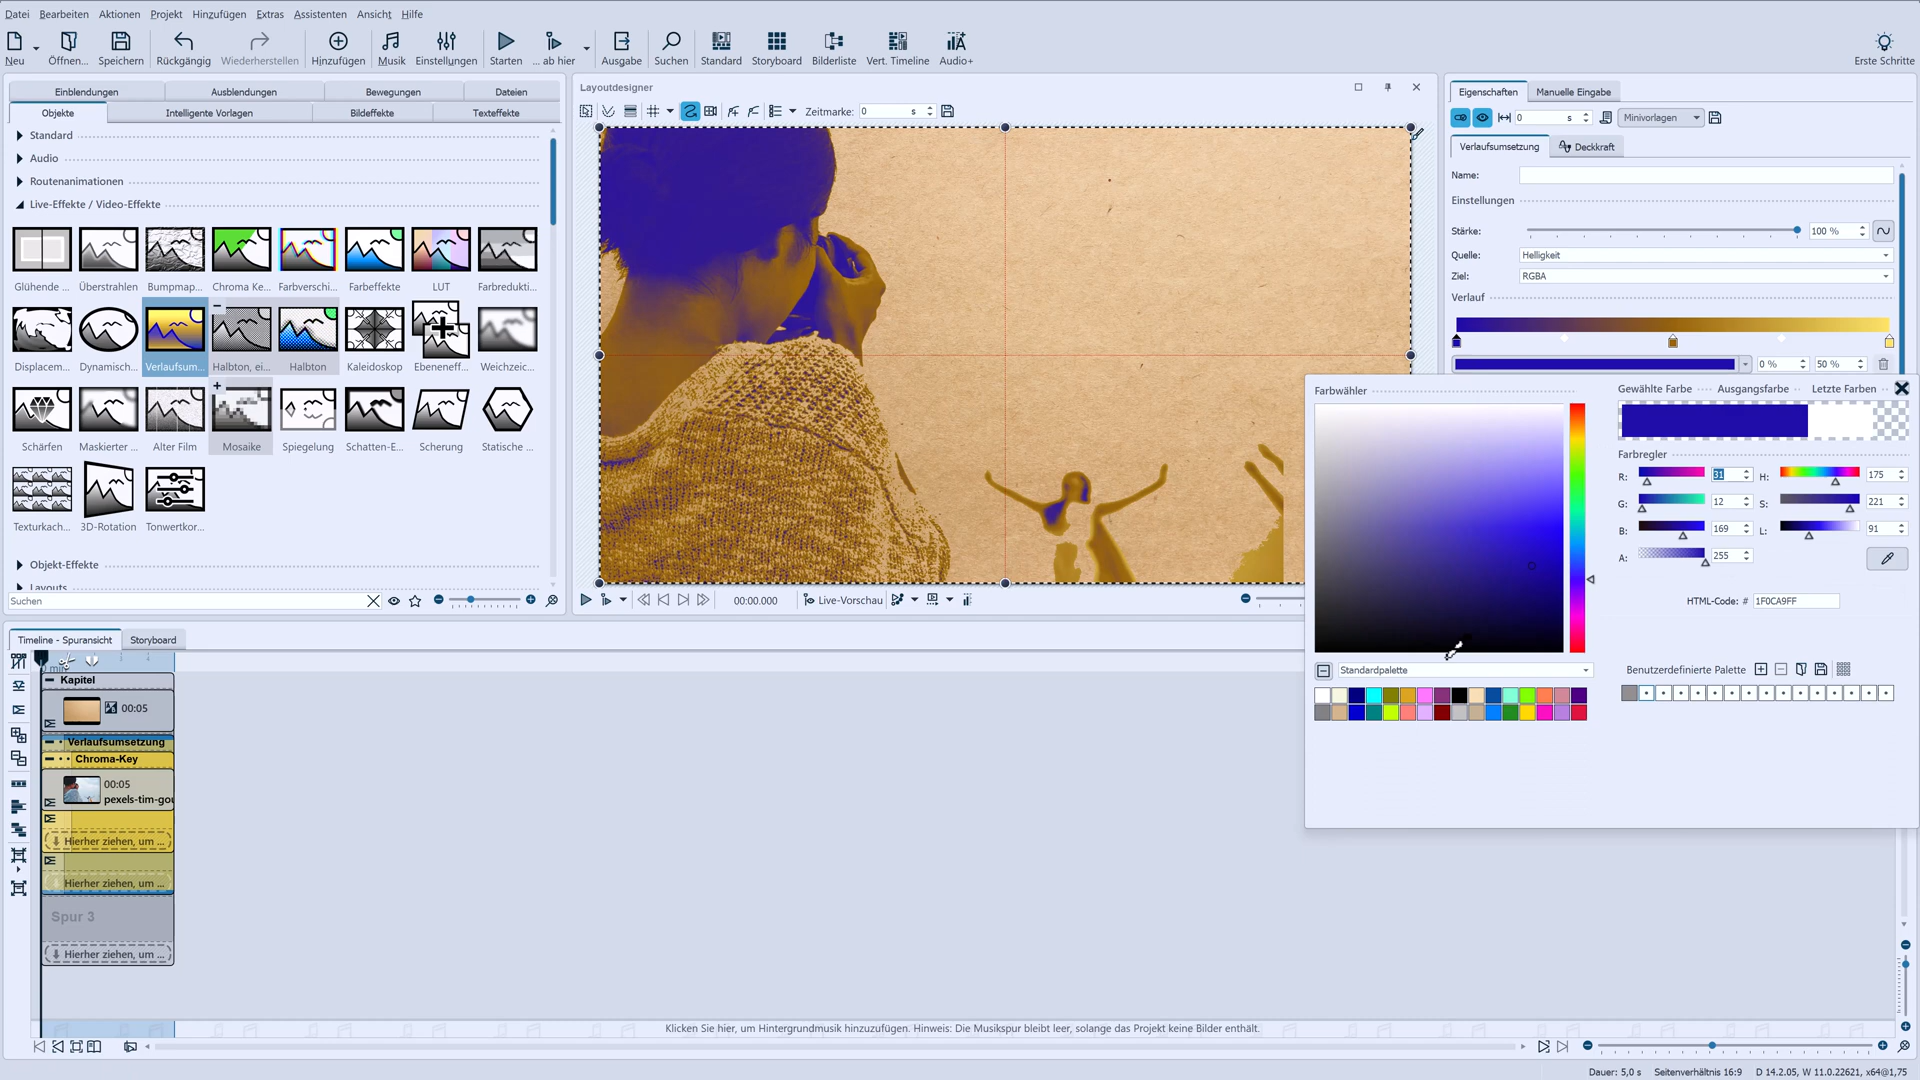 Datei Bearbeiten Aktionen Projekt Hinzufügen Extras Assistenten Ansicht Hilfe
Neu Öffnen... Speichern Rückgängig Wiederherstellen Hinzufügen Musik Einstellungen Starten ... ab hier Ausgabe Suchen Standard Storyboard Bilderliste Vert. Timeline Audio+ Erste Schritte
Einblendungen Ausblendungen Bewegungen Dateien
Objekte Intelligente Vorlagen Bildeffekte Texteffekte
Standard
Audio
Routenanimationen
Live-Effekte / Video-Effekte
Glühende ... Überstrahlen Bumpmap... Chroma Ke... Farbverschi... Farbeffekte LUT Farbredukti...
Displacem... Dynamisch... Verlaufsum... Halbton, ei... Halbton Kaleidoskop Ebeneneff... Weichzeic...
Schärfen Maskierter ... Alter Film Mosaike Spiegelung Schatten-E... Scherung Statische ...
Texturkach... 3D-Rotation Tonwertkor...
Objekt-Effekte
Layouts
Suchen
Layoutdesigner
Zeitmarke: 0 s
00:00.000 Live-Vorschau
Eigenschaften Manuelle Eingabe
0 s Minivorlagen
Verlaufsumsetzung Deckkraft
Name:
Einstellungen
Stärke: 100 %
Quelle: Helligkeit
Ziel: RGBA
Verlauf
0 % 50 %
Farbwähler
Gewählte Farbe Ausgangsfarbe Letzte Farben
Farbregler
R: 31 H: 175
G: 12 S: 221
B: 169 L: 91
A: 255
HTML-Code: # 1F0CA9FF
Standardpalette
Benutzerdefinierte Palette
Timeline - Spuransicht Storyboard
0 min
Kapitel
00:05
Verlaufsumsetzung
Chroma-Key
00:05
pexels-tim-gou
Hierher ziehen, um ...
Hierher ziehen, um ...
Spur 3
Hierher ziehen, um ...
Klicken Sie hier, um Hintergrundmusik hinzuzufügen. Hinweis: Die Musikspur bleibt leer, solange das Projekt keine Bilder enthält.
Dauer: 5,0 s Seitenverhältnis 16:9 D 14.2.05, W 11.0.22621, x64@1,75